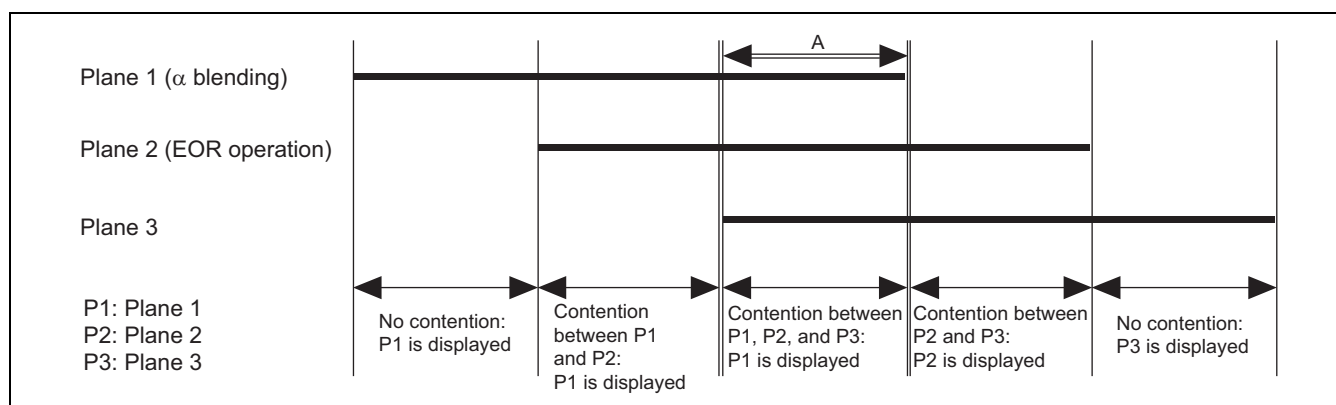 A
Plane 1 (α blending)
Plane 2 (EOR operation)
Plane 3
P1: Plane 1
P2: Plane 2
P3: Plane 3
No contention:
P1 is displayed
Contention
between P1
and P2:
P1 is displayed
Contention between
P1, P2, and P3:
P1 is displayed
Contention between
P2 and P3:
P2 is displayed
No contention:
P3 is displayed